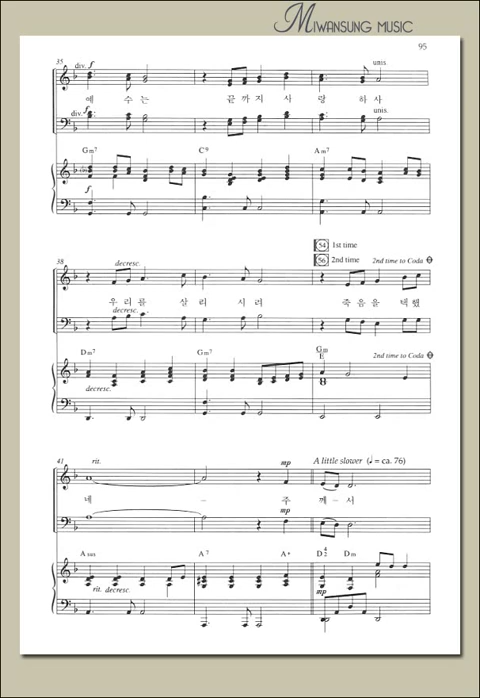 MIWANSUNG MUSIC
95
35 div. f unis.
예 수 는 끝 까 지 사 랑 하 사
div. f unis.
Gm7 C9 Am7
f
54 1st time
56 2nd time 2nd time to Coda
38 decresc.
우 리 를 살 리 시 려 죽 음 을 택 했
decresc.
Dm7 Gm7 Gm/E 2nd time to Coda
decresc.
41 rit. mp A little slower (♩ = ca. 76)
네 – 주 께 – 서
mp
Asus A7 A+ D4/2 Dm
rit. decresc. mp